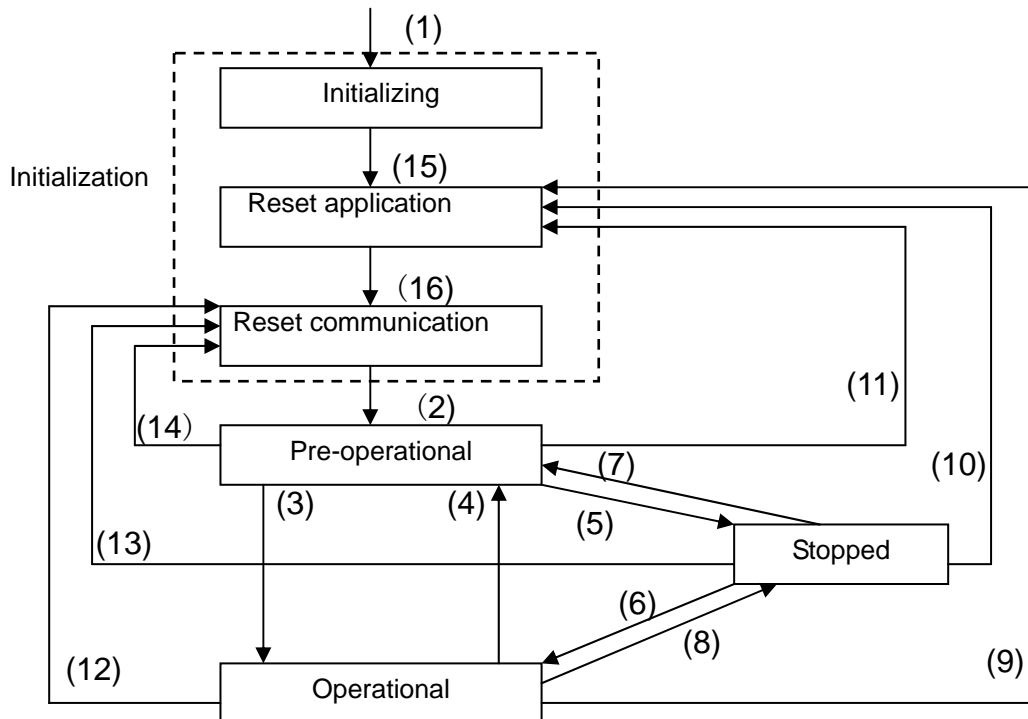 (1)
Initializing
Initialization
(15)
Reset application
（16)
Reset communication
(11)
（2)
(14）
Pre-operational
(7)
(10)
(3)
(4)
(5)
(13)
Stopped
(6)
(8)
(12)
(9)
Operational